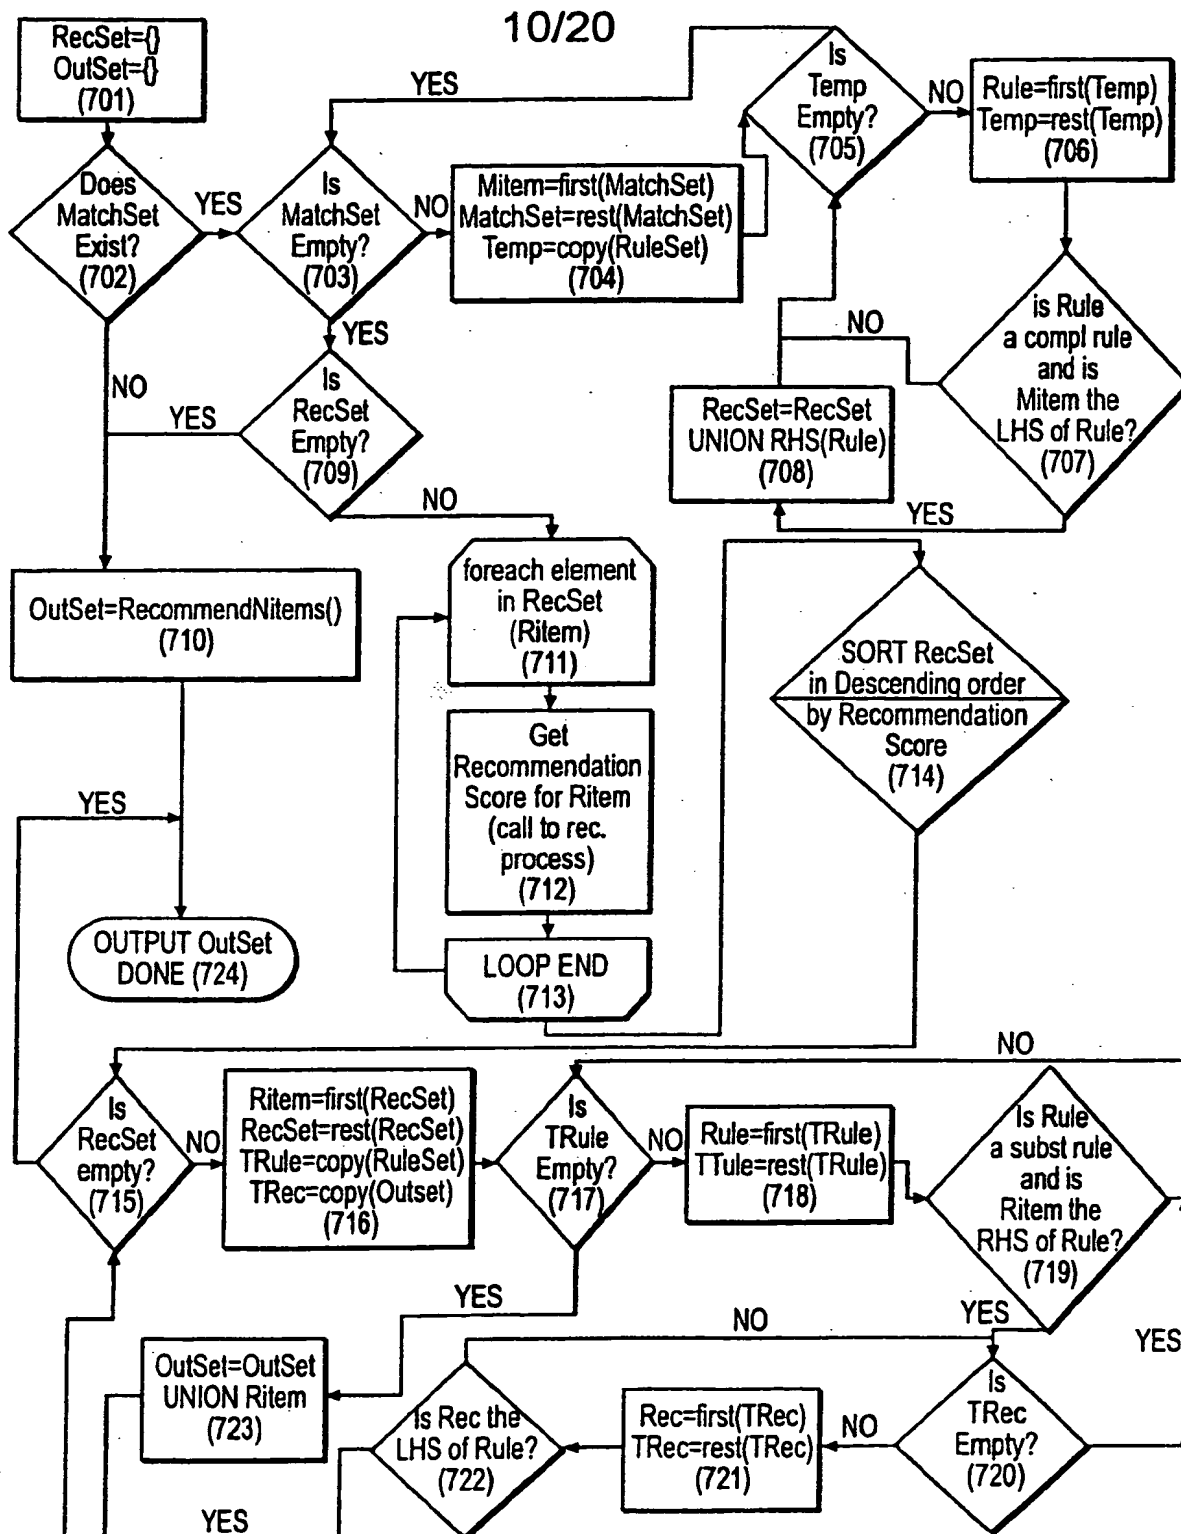 10/20
RecSet={}
OutSet={}
(701)
Does
MatchSet
Exist?
(702)
YES
NO
Is
MatchSet
Empty?
(703)
YES
NO
YES
Mitem=first(MatchSet)
MatchSet=rest(MatchSet)
Temp=copy(RuleSet)
(704)
Is
Temp
Empty?
(705)
NO
Rule=first(Temp)
Temp=rest(Temp)
(706)
is Rule
a compl rule
and is
Mitem the
LHS of Rule?
(707)
NO
YES
RecSet=RecSet
UNION RHS(Rule)
(708)
Is
RecSet
Empty?
(709)
YES
NO
OutSet=RecommendNitems()
(710)
foreach element
in RecSet
(Ritem)
(711)
Get
Recommendation
Score for Ritem
(call to rec.
process)
(712)
LOOP END
(713)
SORT RecSet
in Descending order
by Recommendation
Score
(714)
YES
OUTPUT OutSet
DONE (724)
Is
RecSet
empty?
(715)
NO
Ritem=first(RecSet)
RecSet=rest(RecSet)
TRule=copy(RuleSet)
TRec=copy(Outset)
(716)
Is
TRule
Empty?
(717)
NO
YES
Rule=first(TRule)
TTule=rest(TRule)
(718)
NO
Is Rule
a subst rule
and is
Ritem the
RHS of Rule?
(719)
YES
YES
Is
TRec
Empty?
(720)
NO
Rec=first(TRec)
TRec=rest(TRec)
(721)
NO
Is Rec the
LHS of Rule?
(722)
OutSet=OutSet
UNION Ritem
(723)
YES